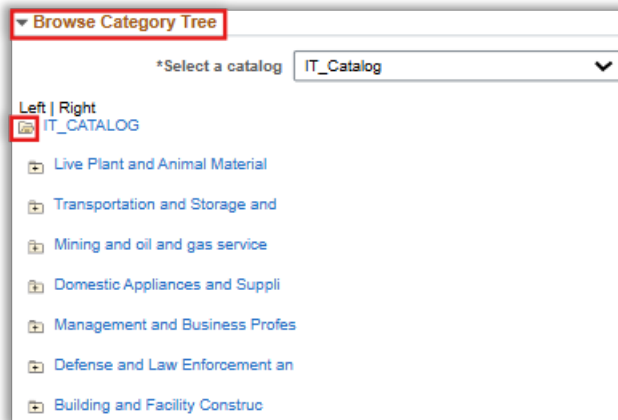 Browse Category Tree
*Select a catalog IT_Catalog
Left | Right
IT_CATALOG
Live Plant and Animal Material
Transportation and Storage and
Mining and oil and gas service
Domestic Appliances and Suppli
Management and Business Profes
Defense and Law Enforcement an
Building and Facility Construc